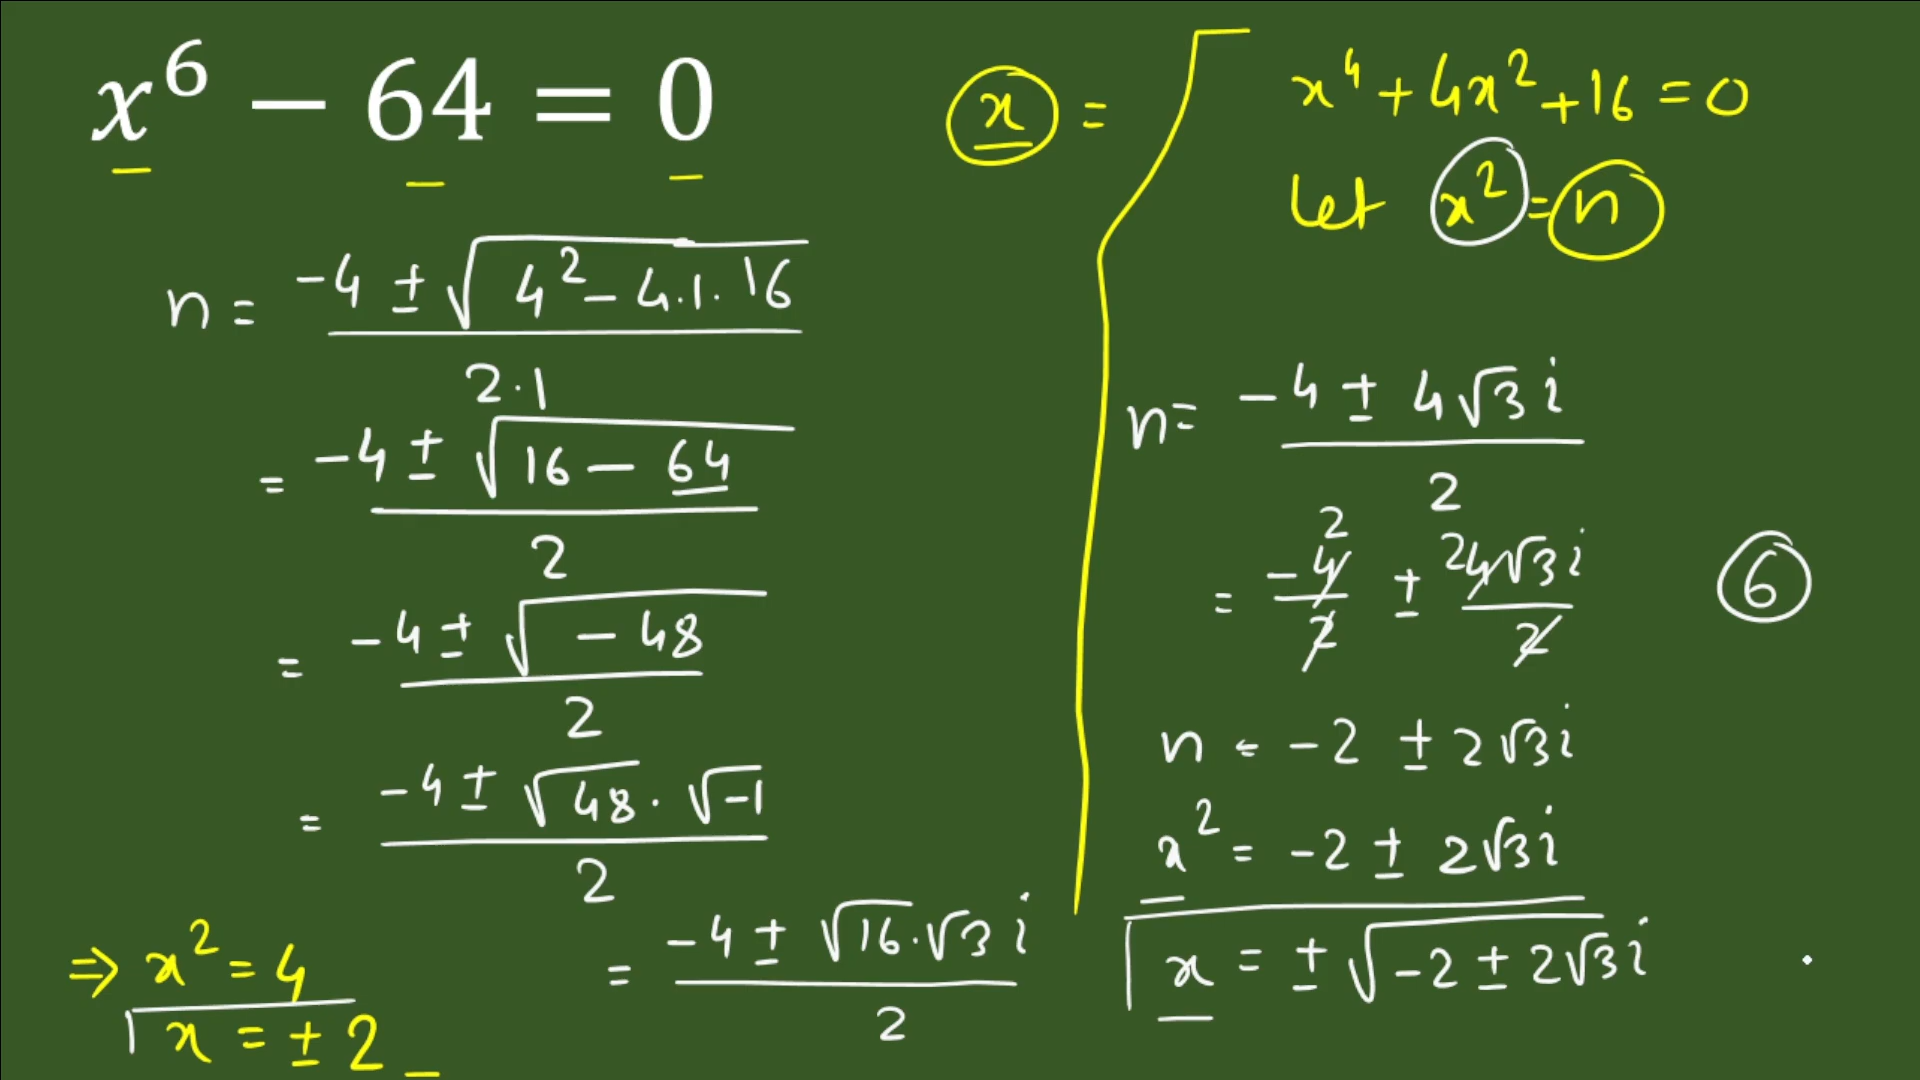 x⁶ − 64 = 0
n = (-4 ± √(4² - 4.1.16)) / 2·1
= (-4 ± √(16 - 64)) / 2
= (-4 ± √(-48)) / 2
= (-4 ± √48 · √-1) / 2
= (-4 ± √16.√3 i) / 2
⇒ x² = 4
x = ± 2
x =
x⁴ + 4x² + 16 = 0
Let x² = n
n = (-4 ± 4√3 i) / 2
= -4/2 2 ± 2 4√3 i/2
6
n = -2 ± 2√3 i
x² = -2 ± 2√3 i
x = ± √(-2 ± 2√3 i)